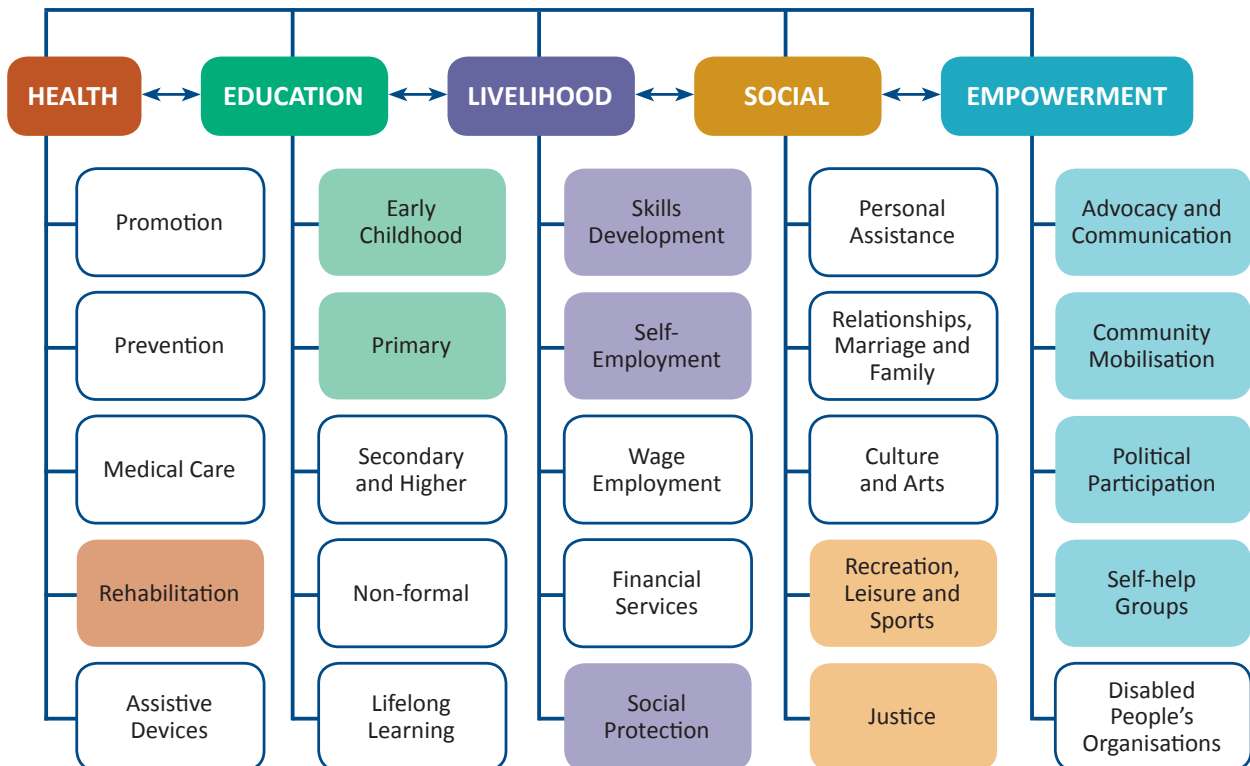 HEALTH
EDUCATION
LIVELIHOOD
SOCIAL
EMPOWERMENT
Promotion
Prevention
Medical Care
Rehabilitation
Assistive
Devices
Early
Childhood
Primary
Secondary
and Higher
Non-formal
Lifelong
Learning
Skills
Development
Self-
Employment
Wage
Employment
Financial
Services
Social
Protection
Personal
Assistance
Relationships,
Marriage and
Family
Culture
and Arts
Recreation,
Leisure and
Sports
Justice
Advocacy and
Communication
Community
Mobilisation
Political
Participation
Self-help
Groups
Disabled
People’s
Organisations